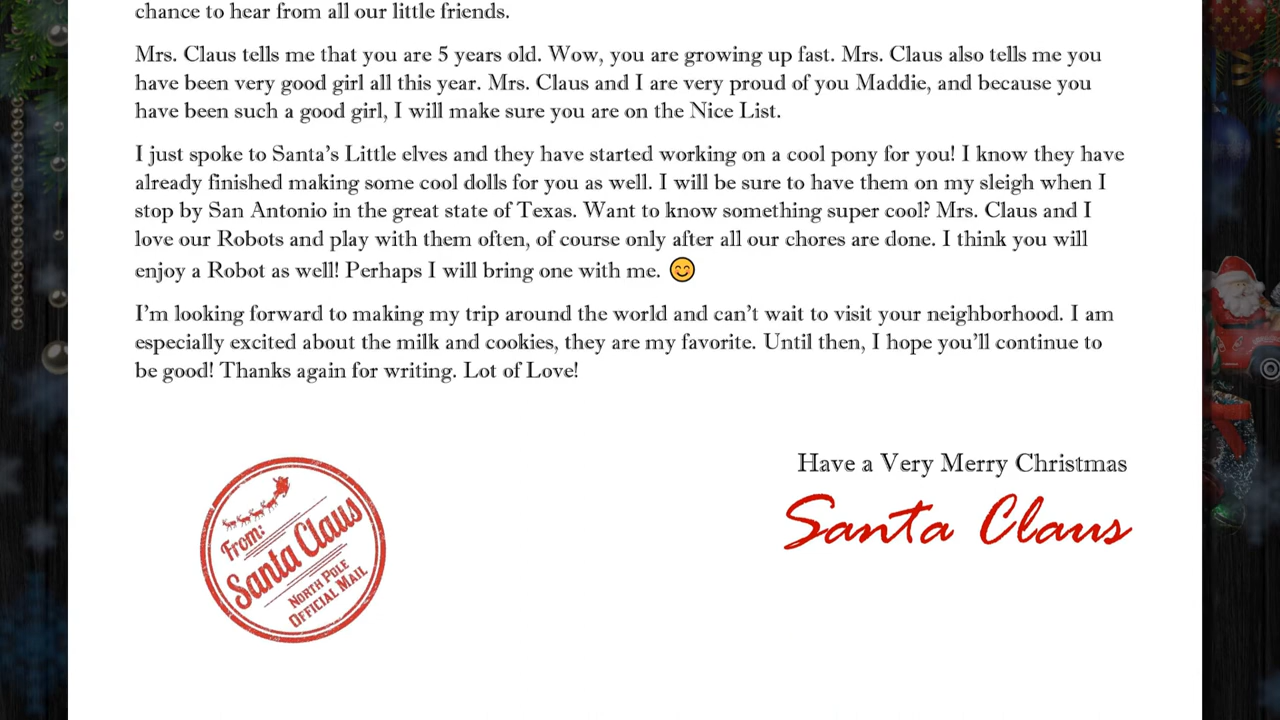 chance to hear from all our little friends.
Mrs. Claus tells me that you are 5 years old. Wow, you are growing up fast. Mrs. Claus also tells me you
have been very good girl all this year. Mrs. Claus and I are very proud of you Maddie, and because you
have been such a good girl, I will make sure you are on the Nice List.
I just spoke to Santa’s Little elves and they have started working on a cool pony for you! I know they have
already finished making some cool dolls for you as well. I will be sure to have them on my sleigh when I
stop by San Antonio in the great state of Texas. Want to know something super cool? Mrs. Claus and I
love our Robots and play with them often, of course only after all our chores are done. I think you will
enjoy a Robot as well! Perhaps I will bring one with me. 😊
I’m looking forward to making my trip around the world and can’t wait to visit your neighborhood. I am
especially excited about the milk and cookies, they are my favorite. Until then, I hope you’ll continue to
be good! Thanks again for writing. Lot of Love!
Have a Very Merry Christmas
Santa Claus
From:
Santa Claus
North Pole
Official Mail